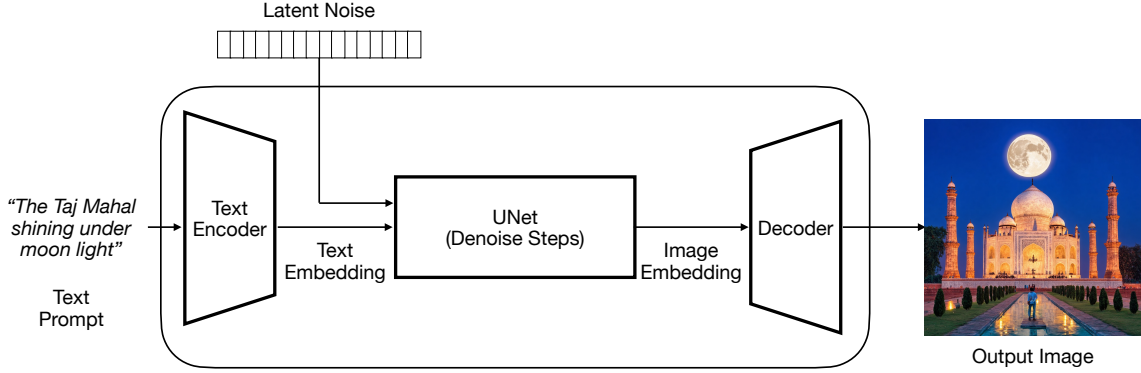 Latent Noise
“The Taj Mahal
shining under
moon light”
Text
Prompt
Text
Encoder
Text
Embedding
UNet
(Denoise Steps)
Image
Embedding
Decoder
Output Image